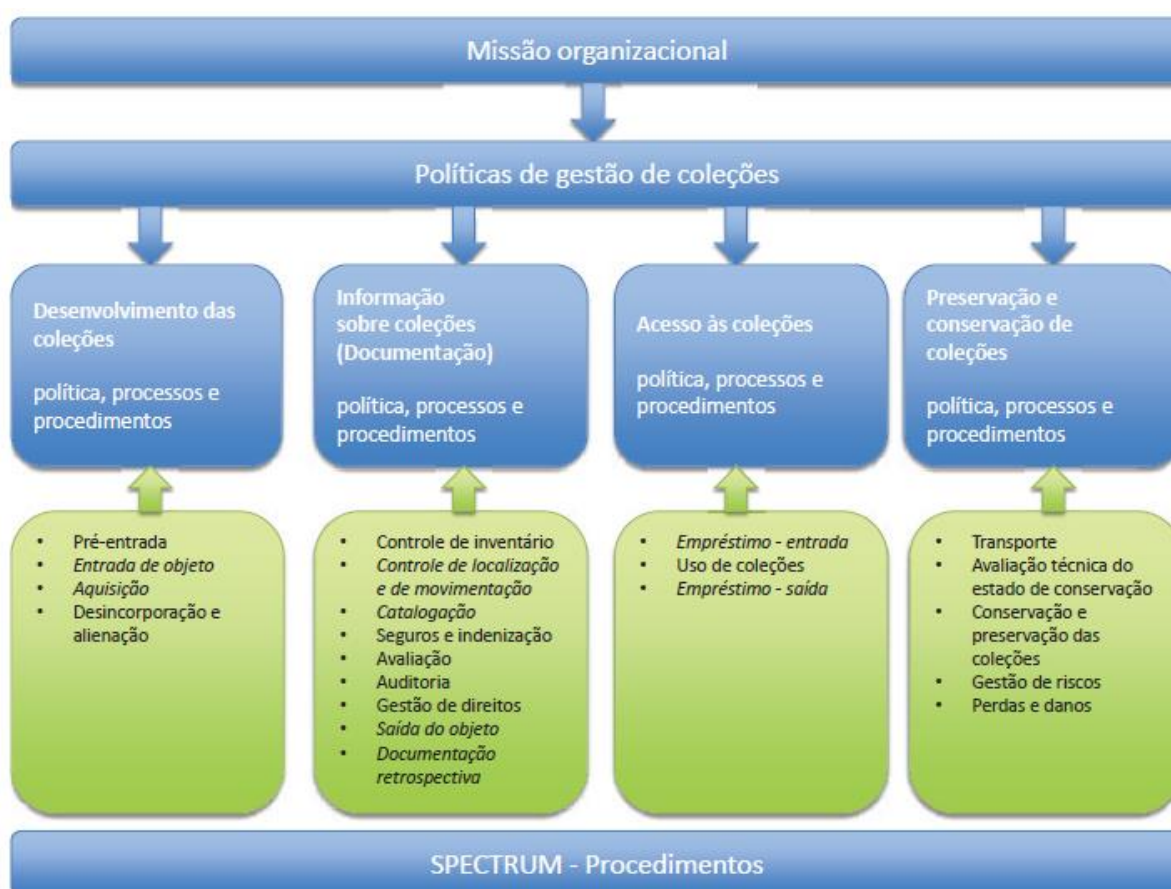 Missão organizacional
Políticas de gestão de coleções
Desenvolvimento das
coleções
política, processos e
procedimentos
Informação
sobre coleções
(Documentação)
política, processos e
procedimentos
Acesso às coleções
política, processos e
procedimentos
Preservação e
conservação de
coleções
política, processos e
procedimentos
• Pré-entrada
• Entrada de objeto
• Aquisição
• Desincorporação e
alienação
• Controle de inventário
• Controle de localização
e de movimentação
• Catalogação
• Seguros e indenização
• Avaliação
• Auditoria
• Gestão de direitos
• Saída do objeto
• Documentação
retrospectiva
• Empréstimo - entrada
• Uso de coleções
• Empréstimo - saída
• Transporte
• Avaliação técnica do
estado de conservação
• Conservação e
preservação das
coleções
• Gestão de riscos
• Perdas e danos
SPECTRUM - Procedimentos